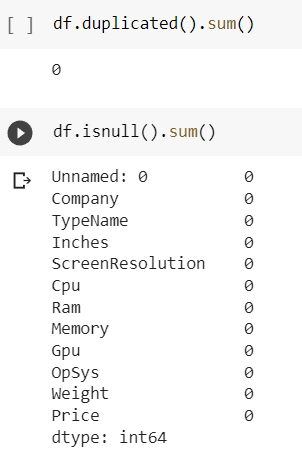 [ ] df.duplicated().sum()
0
df.isnull().sum()
Unnamed: 0 0
Company 0
TypeName 0
Inches 0
ScreenResolution 0
Cpu 0
Ram 0
Memory 0
Gpu 0
OpSys 0
Weight 0
Price 0
dtype: int64